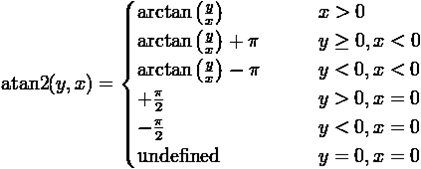 atan2(y, x) = { arctan(y/x)    x > 0
arctan(y/x) + π    y ≥ 0, x < 0
arctan(y/x) − π    y < 0, x < 0
+π/2    y > 0, x = 0
−π/2    y < 0, x = 0
undefined    y = 0, x = 0